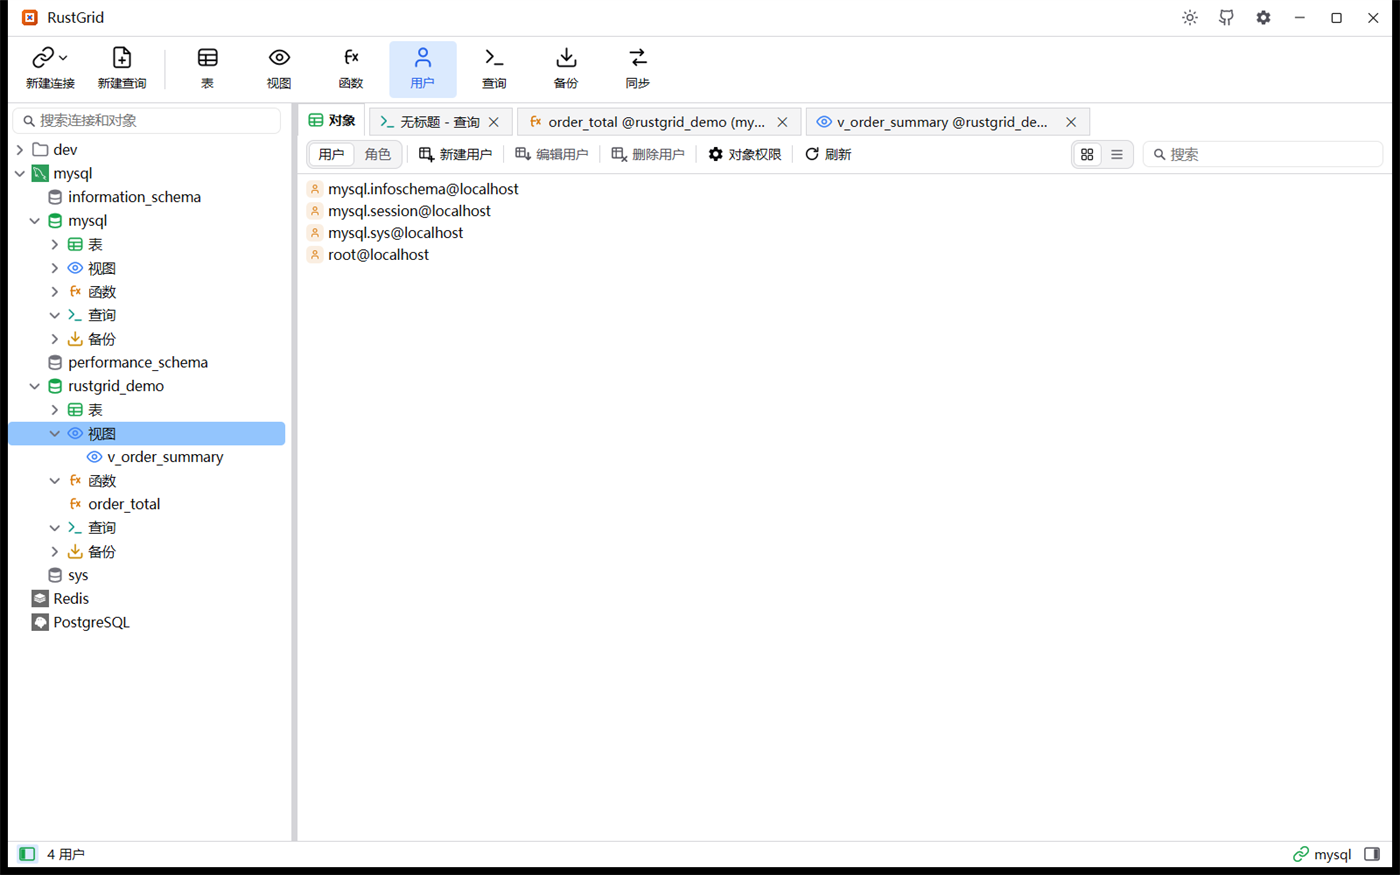 RustGrid
新建连接 新建查询 表 视图 函数 用户 查询 备份 同步
搜索连接和对象
dev
mysql
information_schema
mysql
表
视图
函数
查询
备份
performance_schema
rustgrid_demo
表
视图
v_order_summary
函数
order_total
查询
备份
sys
Redis
PostgreSQL
对象 无标题 - 查询 order_total @rustgrid_demo (my... v_order_summary @rustgrid_de...
用户 角色 新建用户 编辑用户 删除用户 对象权限 刷新 搜索
mysql.infoschema@localhost
mysql.session@localhost
mysql.sys@localhost
root@localhost
4 用户 mysql